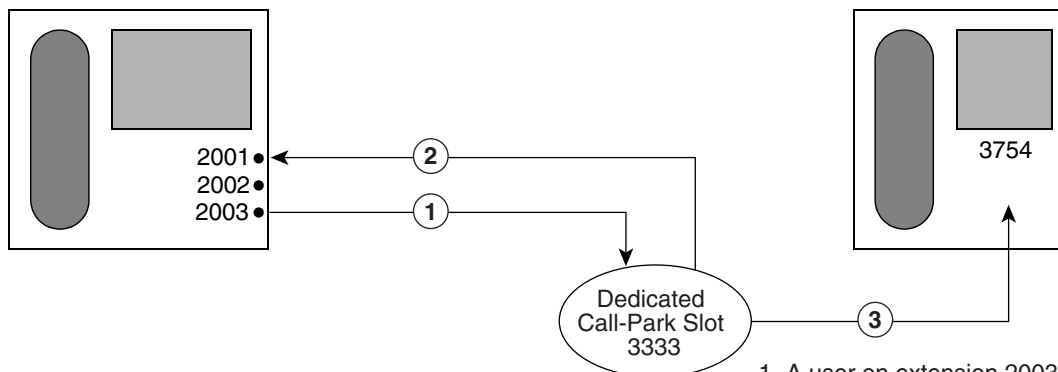 2001
2002
2003
2
1
3754
Dedicated
Call-Park Slot
3333
3
1. A user on extension 2003